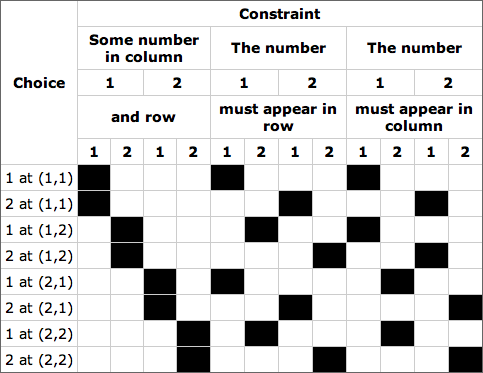 Constraint
Choice
Some number in column
The number
The number
1 2 1 2 1 2
and row
must appear in row
must appear in column
1 2 1 2 1 2 1 2 1 2 1 2
1 at (1,1)
2 at (1,1)
1 at (1,2)
2 at (1,2)
1 at (2,1)
2 at (2,1)
1 at (2,2)
2 at (2,2)